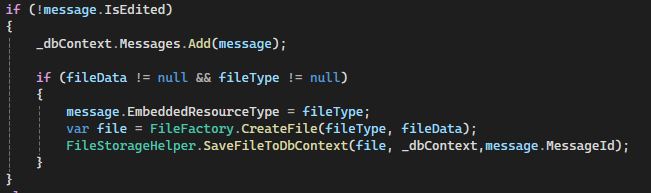 if (!message.IsEdited)
{
_dbContext.Messages.Add(message);
if (fileData != null && fileType != null)
{
message.EmbeddedResourceType = fileType;
var file = FileFactory.CreateFile(fileType, fileData);
FileStorageHelper.SaveFileToDbContext(file, _dbContext,message.MessageId);
}
}